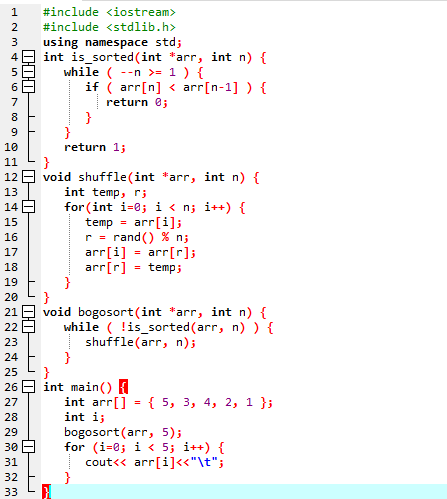 1 #include <iostream>
2 #include <stdlib.h>
3 using namespace std;
4 int is_sorted(int *arr, int n) {
5 while ( --n >= 1 ) {
6 if ( arr[n] < arr[n-1] ) {
7 return 0;
8 }
9 }
10 return 1;
11 }
12 void shuffle(int *arr, int n) {
13 int temp, r;
14 for(int i=0; i < n; i++) {
15 temp = arr[i];
16 r = rand() % n;
17 arr[i] = arr[r];
18 arr[r] = temp;
19 }
20 }
21 void bogosort(int *arr, int n) {
22 while ( !is_sorted(arr, n) ) {
23 shuffle(arr, n);
24 }
25 }
26 int main() {
27 int arr[] = { 5, 3, 4, 2, 1 };
28 int i;
29 bogosort(arr, 5);
30 for (i=0; i < 5; i++) {
31 cout<< arr[i]<<"\t";
32 }
33 }